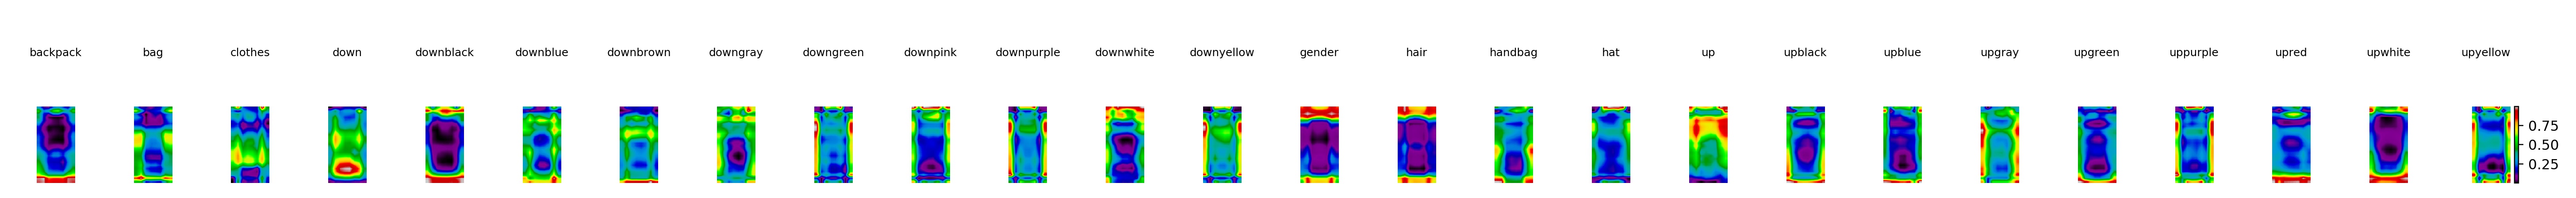 backpack bag clothes down downblack downblue downbrown downgray downgreen downpink downpurple downwhite downyellow gender hair handbag hat up upblack upblue upgray upgreen uppurple upred upwhite upyellow
0.75
0.50
0.25